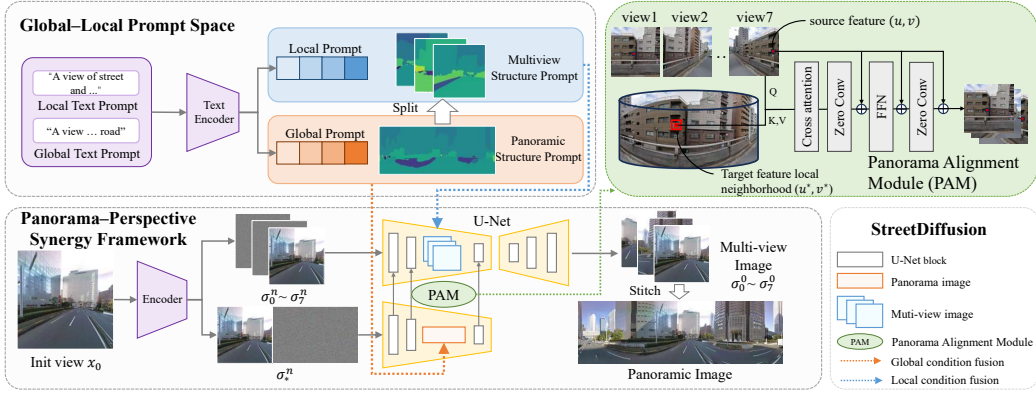 Global–Local Prompt Space
"A view of street
and ..."
Local Text Prompt
“A view … road”
Global Text Prompt
Text
Encoder
Local Prompt
Multiview
Structure Prompt
Split
Global Prompt
Panoramic
Structure Prompt
view1
view2
view7
source feature (u, v)
...
Q
K,V
Cross attention
Zero Conv
FFN
Zero Conv
Target feature local
neighborhood (u*, v*)
Panorama Alignment
Module (PAM)
Panorama–Perspective
Synergy Framework
Init view x₀
Encoder
σ₀ⁿ ~ σ₇ⁿ
σ*ⁿ
U-Net
PAM
Multi-view
Image
σ₀⁰ ~ σ₇⁰
Stitch
Panoramic Image
StreetDiffusion
U-Net block
Panorama image
Muti-view image
PAM
Panorama Alignment Module
Global condition fusion
Local condition fusion